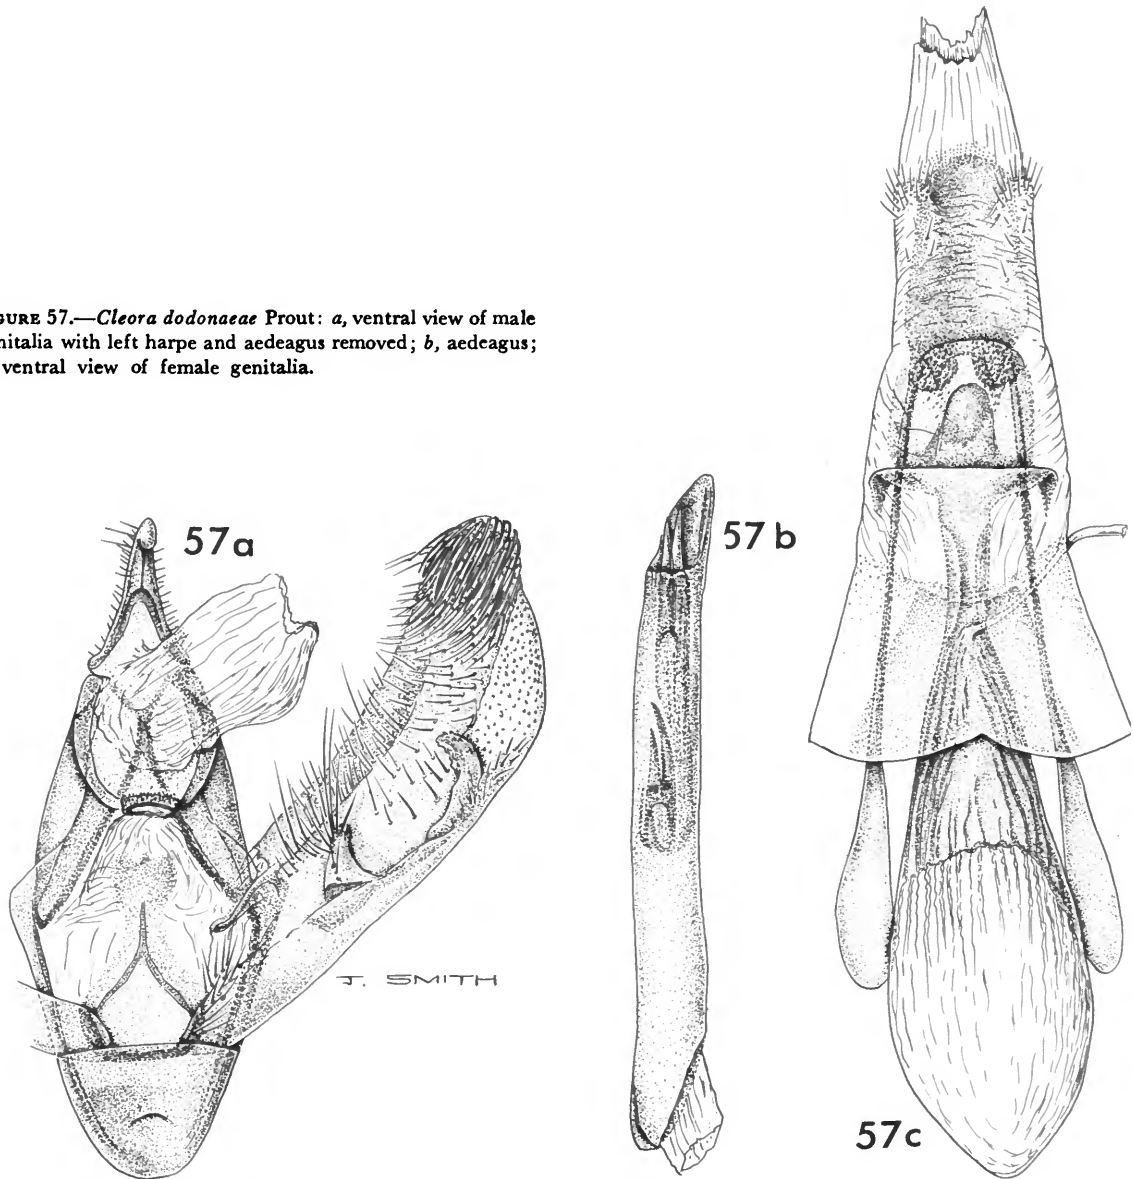 GURE 57.—Cleora dodonaeae Prout: a, ventral view of male
nitalia with left harpe and aedeagus removed; b, aedeagus;
ventral view of female genitalia.
57a
57b
J. SMITH
57c